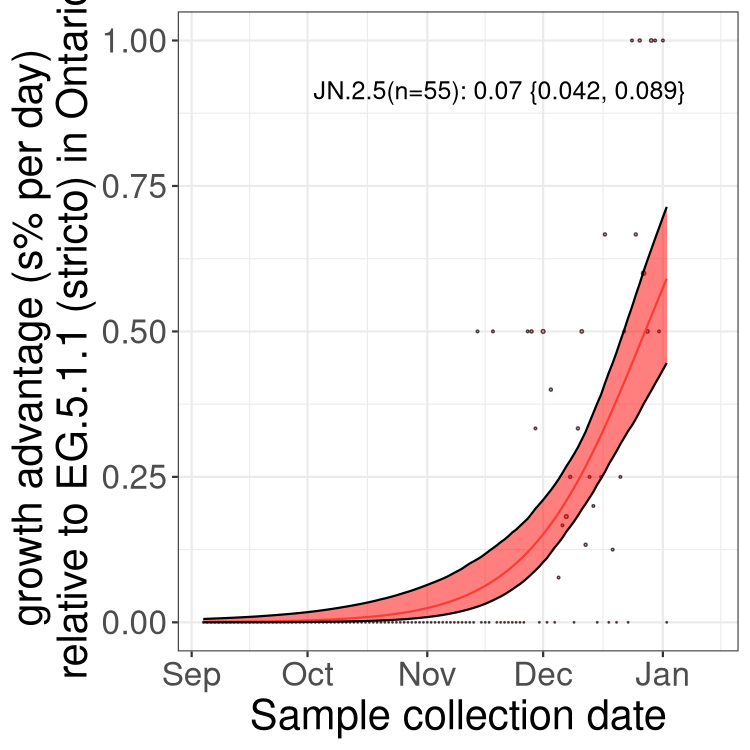 growth advantage (s% per day)
relative to EG.5.1.1 (stricto) in Ontario
1.00
0.75
0.50
0.25
0.00
JN.2.5(n=55): 0.07 {0.042, 0.089}
Sep Oct Nov Dec Jan
Sample collection date